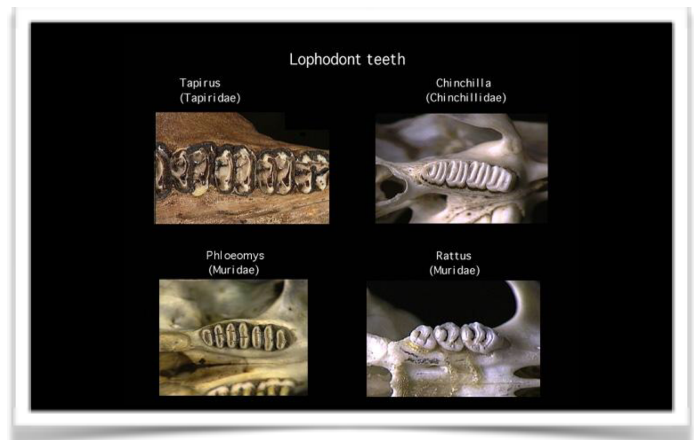 Lophodont teeth
Tapirus
(Tapiridae)
Chinchilla
(Chinchillidae)
Phloeomys
(Muridae)
Rattus
(Muridae)